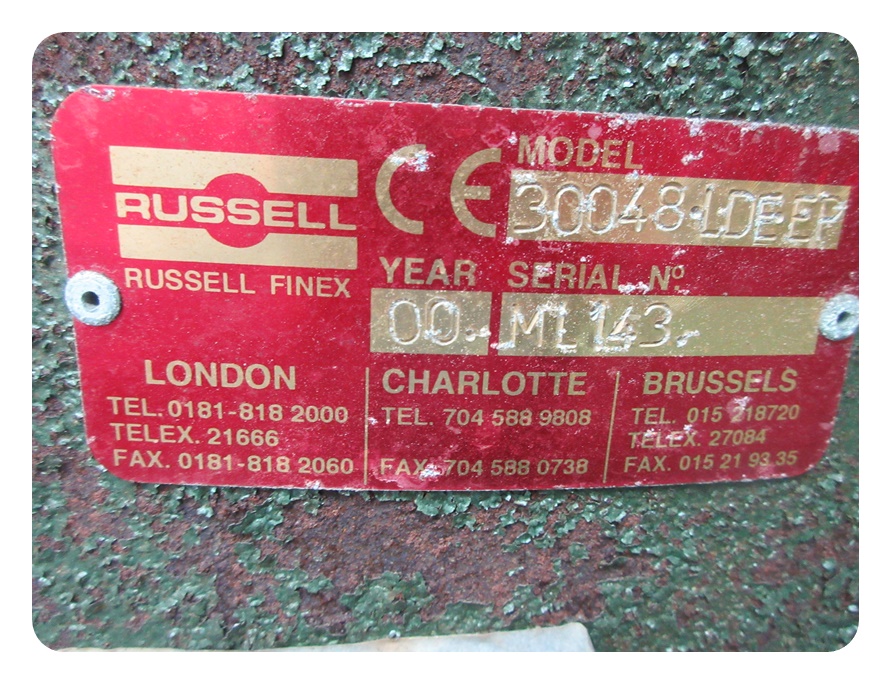 RUSSELL
RUSSELL FINEX
CE
MODEL
30048·LDE·EP
YEAR
00.-
SERIAL Nº
ML143.-
LONDON
TEL. 0181-818 2000
TELEX. 21666
FAX. 0181-818 2060
CHARLOTTE
TEL. 704 588 9808
FAX. 704 588 0738
BRUSSELS
TEL. 015 218720
TELEX. 27084
FAX. 015 21 93 35